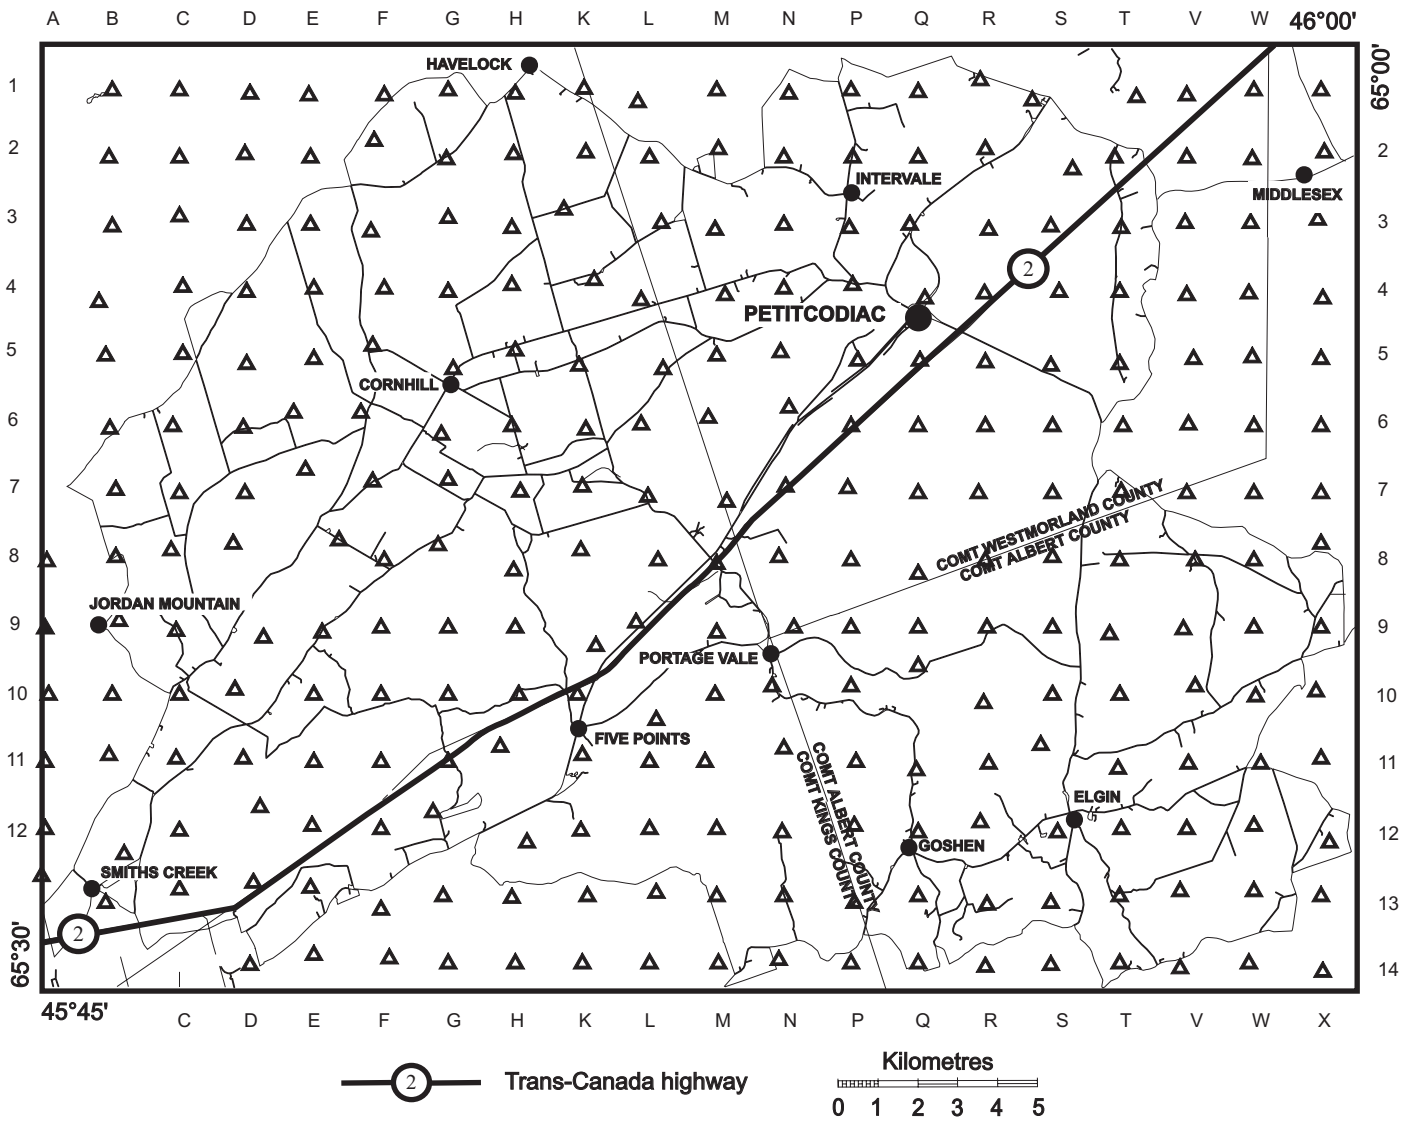 A B C D E F G H K L M N P Q R S T V W 46°00'
65°00'
HAVELOCK
1
2 2
INTERVALE
MIDDLESEX
3 3
2
4 4
PETITCODIAC
5 5
CORNHILL
6 6
7 7
COMT WESTMORLAND COUNTY
COMT ALBERT COUNTY
8 8
JORDAN MOUNTAIN
9 9
PORTAGE VALE
10 10
FIVE POINTS
11 11
COMT ALBERT COUNTY
COMT KINGS COUNTY
ELGIN
12 12
GOSHEN
SMITHS CREEK
13 13
2
65°30'
14
45°45'
C D E F G H K L M N P Q R S T V W X
2 Trans-Canada highway
Kilometres
0 1 2 3 4 5